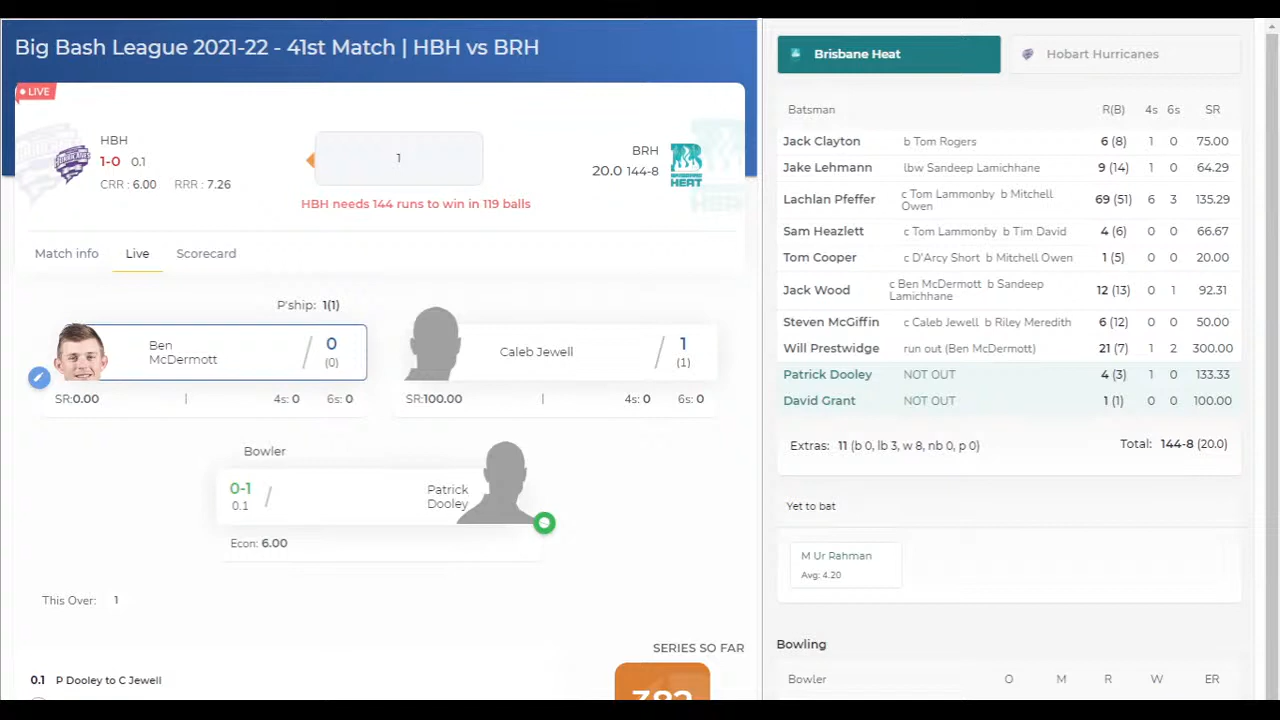 Big Bash League 2021-22 - 41st Match | HBH vs BRH
LIVE
HBH
1-0 0.1
CRR : 6.00 RRR : 7.26
1
BRH
20.0 144-8
BRISBANE
HEAT
HBH needs 144 runs to win in 119 balls
Match info Live Scorecard
P'ship: 1(1)
Ben
McDermott
0
(0)
SR:0.00 | 4s: 0 6s: 0
Caleb Jewell
1
(1)
SR:100.00 | 4s: 0 6s: 0
Bowler
0-1
0.1
Patrick
Dooley
Econ: 6.00
This Over: 1
SERIES SO FAR
382
0.1 P Dooley to C Jewell
Brisbane Heat Hobart Hurricanes
Batsman R(B) 4s 6s SR
Jack Clayton b Tom Rogers 6 (8) 1 0 75.00
Jake Lehmann lbw Sandeep Lamichhane 9 (14) 1 0 64.29
Lachlan Pfeffer c Tom Lammonby b Mitchell Owen 69 (51) 6 3 135.29
Sam Heazlett c Tom Lammonby b Tim David 4 (6) 0 0 66.67
Tom Cooper c D'Arcy Short b Mitchell Owen 1 (5) 0 0 20.00
Jack Wood c Ben McDermott b Sandeep Lamichhane 12 (13) 0 1 92.31
Steven McGiffin c Caleb Jewell b Riley Meredith 6 (12) 0 0 50.00
Will Prestwidge run out (Ben McDermott) 21 (7) 1 2 300.00
Patrick Dooley NOT OUT 4 (3) 1 0 133.33
David Grant NOT OUT 1 (1) 0 0 100.00
Extras: 11 (b 0, lb 3, w 8, nb 0, p 0) Total: 144-8 (20.0)
Yet to bat
M Ur Rahman
Avg: 4.20
Bowling
Bowler O M R W ER